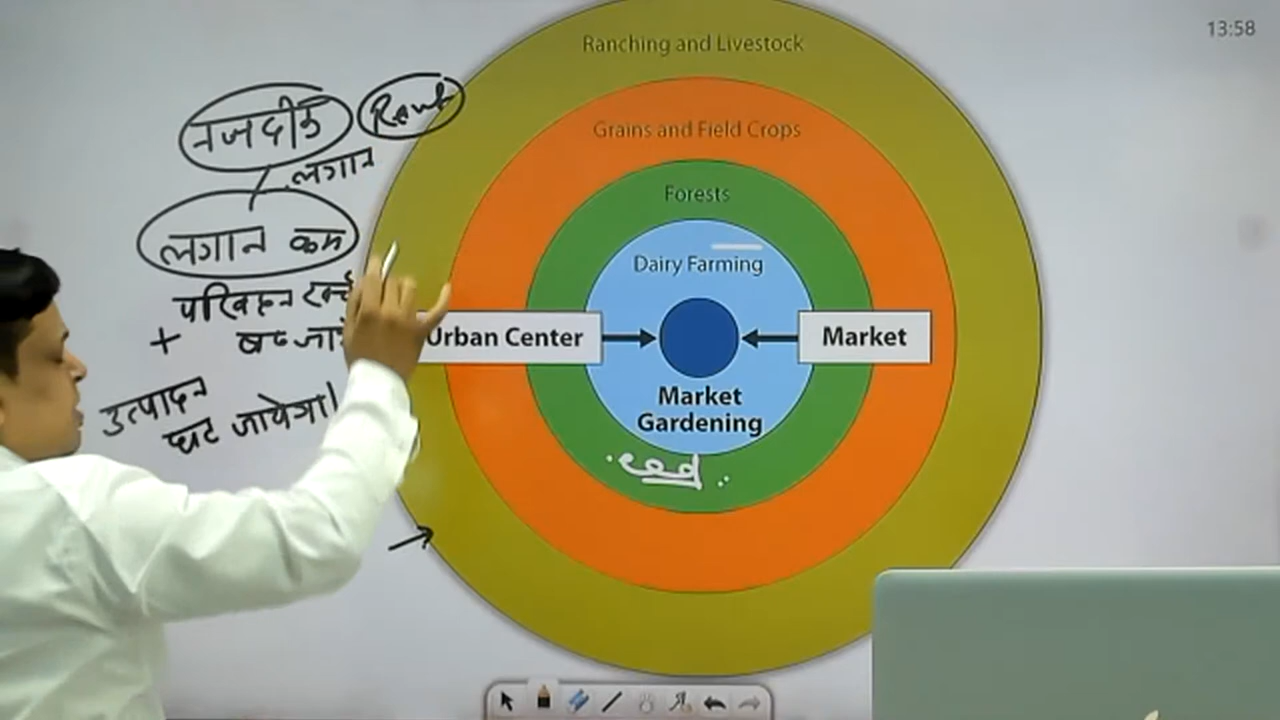 13:58
Ranching and Livestock
Grains and Field Crops
Forests
Dairy Farming
Urban Center
Market
Market
Gardening
नजदीक
Rent
लगान
लगान कम
परिवहन
+
उत्पादन
घट जायेगा।